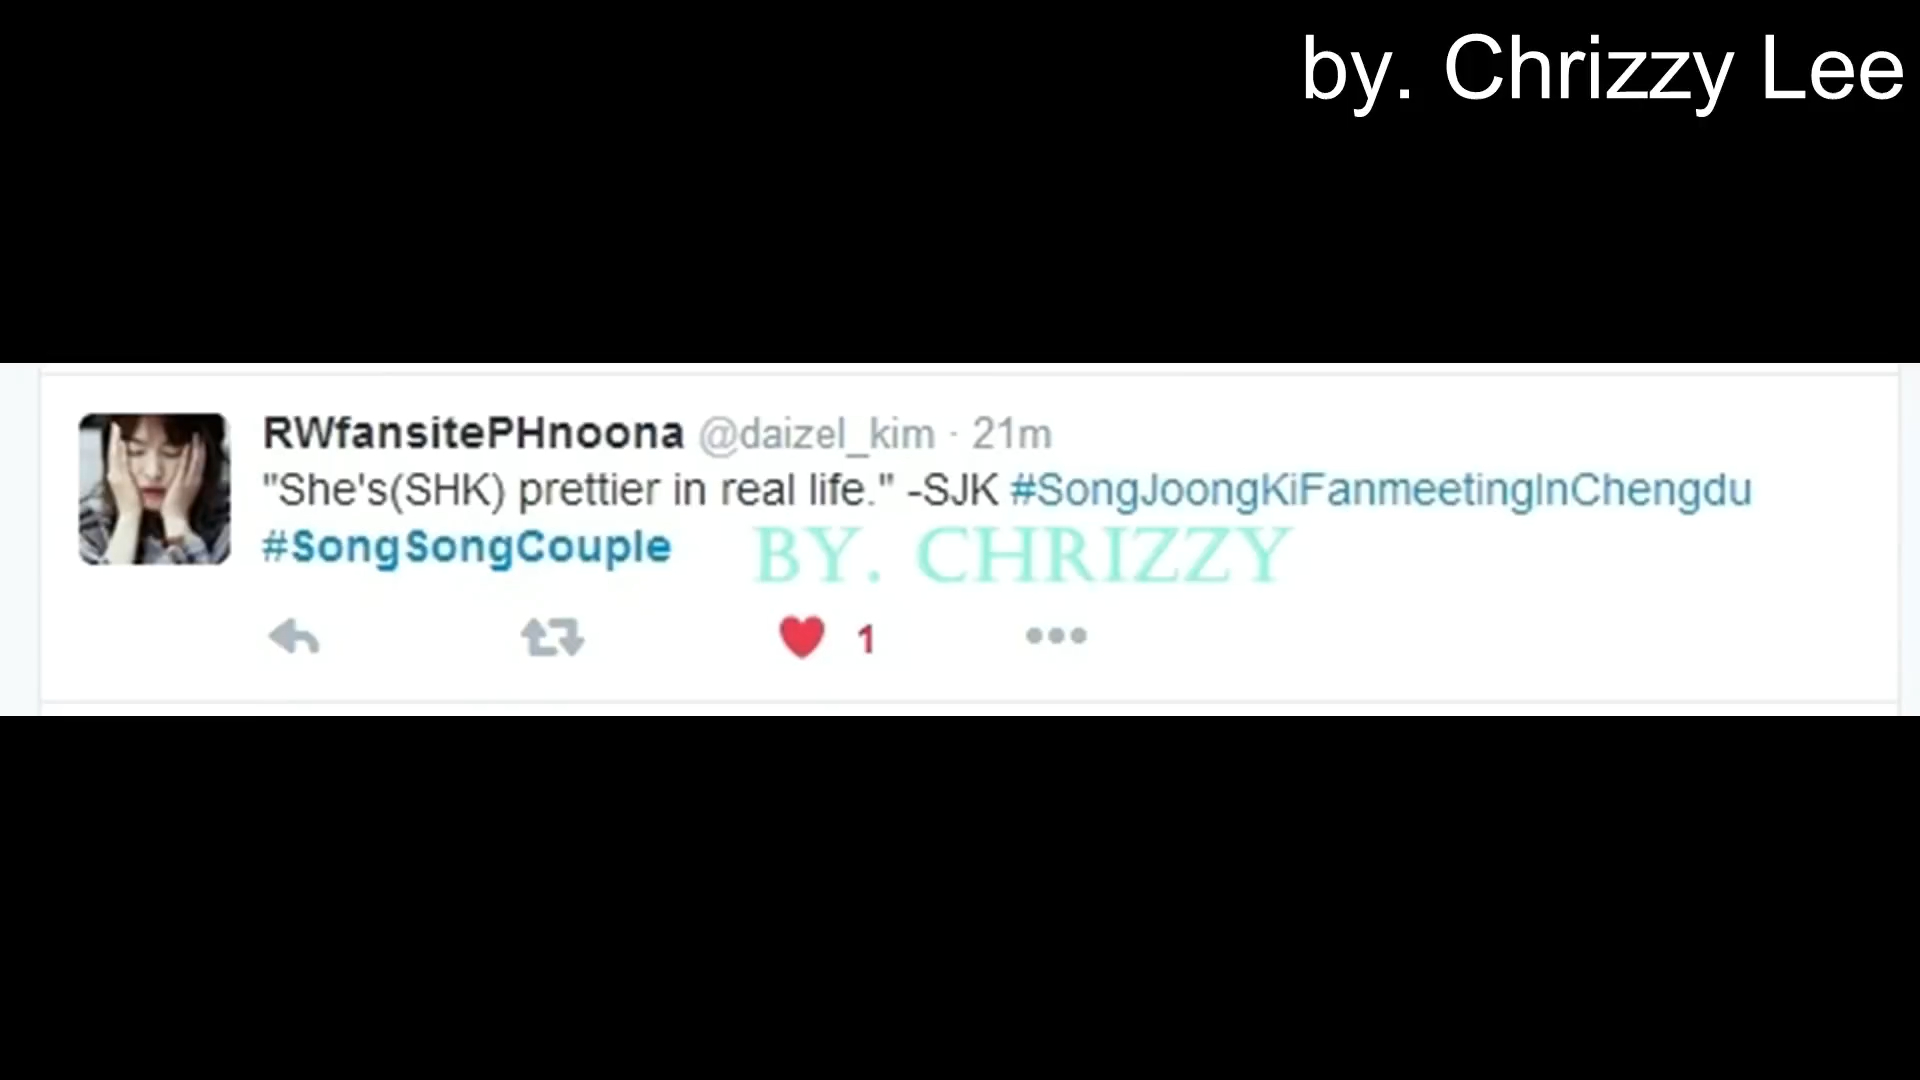 by. Chrizzy Lee
RWfansitePHnoona @daizel_kim · 21m
"She's(SHK) prettier in real life." -SJK #SongJoongKiFanmeetingInChengdu
#SongSongCouple BY. CHRIZZY
1